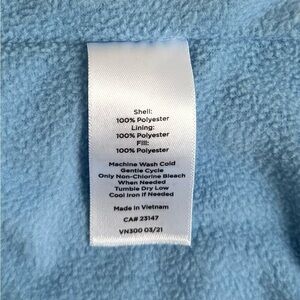 Shell:
100% Polyester
Lining:
100% Polyester
Fill:
100% Polyester
Machine Wash Cold
Gentle Cycle
Only Non-Chlorine Bleach
When Needed
Tumble Dry Low
Cool Iron if Needed
Made in Vietnam
CA# 23147
VN300 03/21